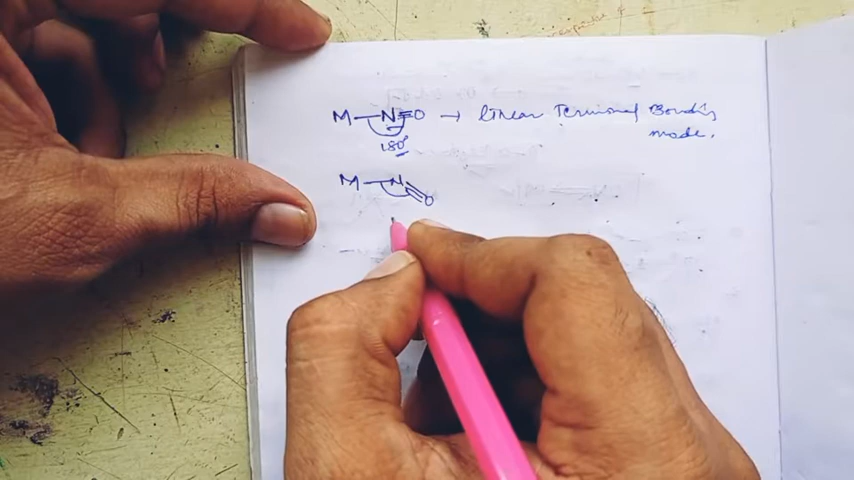 M—N≡O → linear Terminal Bonding
mode.
180°
M—N=O